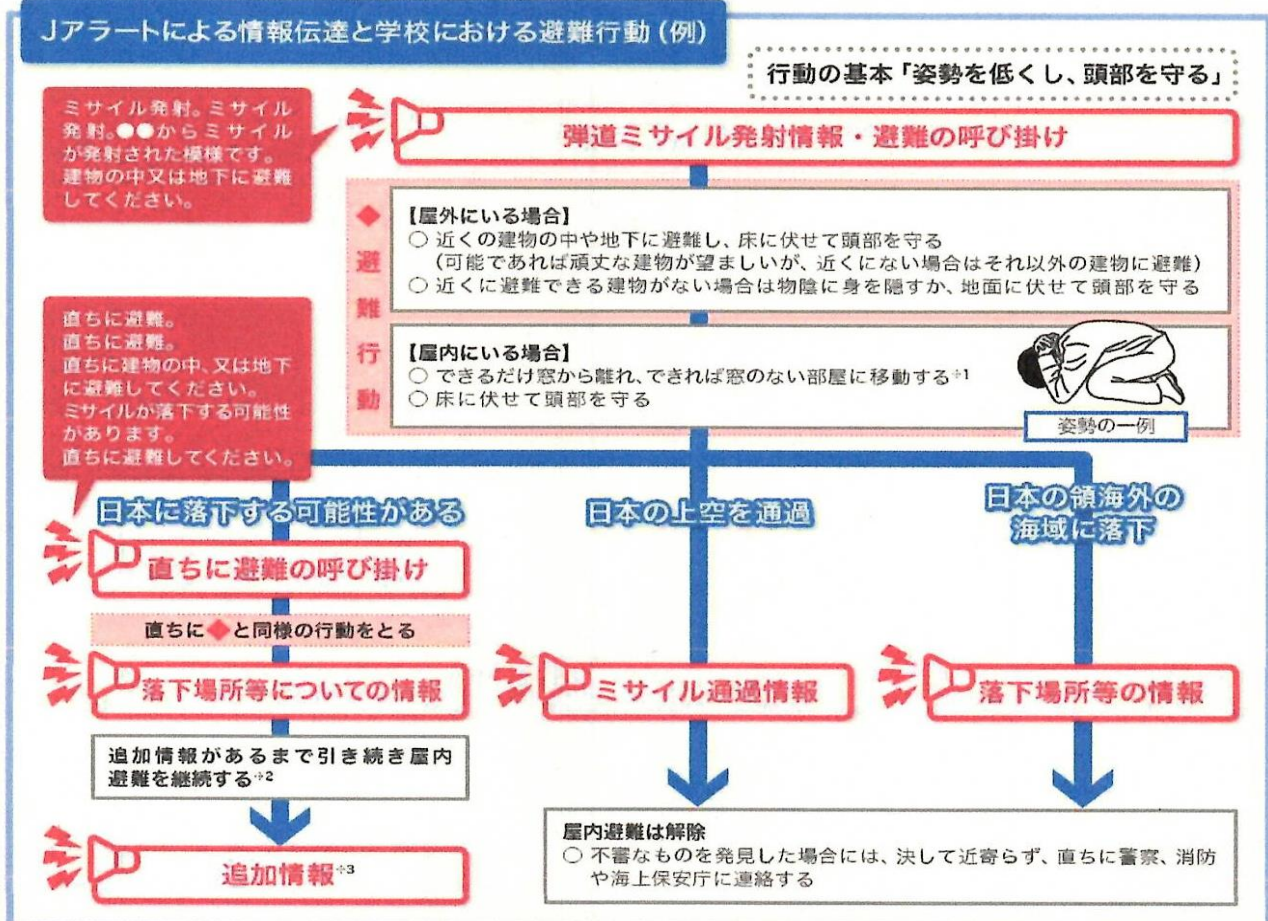 Jアラートによる情報伝達と学校における避難行動(例)
行動の基本「姿勢を低くし、頭部を守る」
ミサイル発射。ミサイル
発射。●●からミサイル
が発射された模様です。
建物の中又は地下に避難
してください。
弾道ミサイル発射情報・避難の呼び掛け
◆避難行動
【屋外にいる場合】
○ 近くの建物の中や地下に避難し、床に伏せて頭部を守る
(可能であれば頑丈な建物が望ましいが、近くにない場合はそれ以外の建物に避難)
○ 近くに避難できる建物がない場合は物陰に身を隠すか、地面に伏せて頭部を守る
【屋内にいる場合】
○ できるだけ窓から離れ、できれば窓のない部屋に移動する※1
○ 床に伏せて頭部を守る
姿勢の一例
直ちに避難。
直ちに避難。
直ちに建物の中、又は地下
に避難してください。
ミサイルが落下する可能性
があります。
直ちに避難してください。
日本に落下する可能性がある
直ちに避難の呼び掛け
直ちに◆と同様の行動をとる
落下場所等についての情報
追加情報があるまで引き続き屋内
避難を継続する※2
追加情報※3
日本の上空を通過
ミサイル通過情報
日本の領海外の
海域に落下
落下場所等の情報
屋内避難は解除
○ 不審なものを発見した場合には、決して近寄らず、直ちに警察、消防
や海上保安庁に連絡する